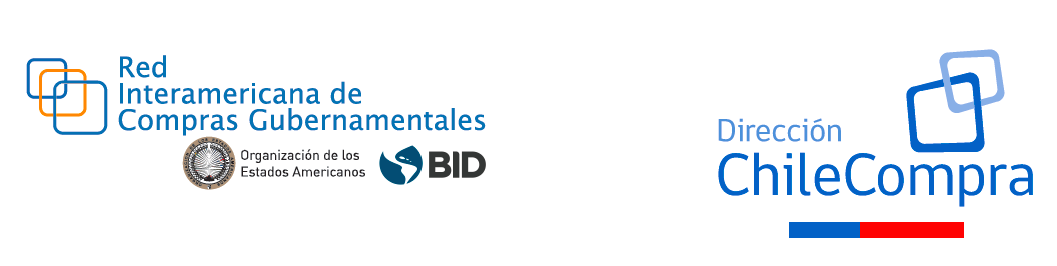 Red
Interamericana de
Compras Gubernamentales
Organización de los
Estados Americanos
BID
Dirección
ChileCompra